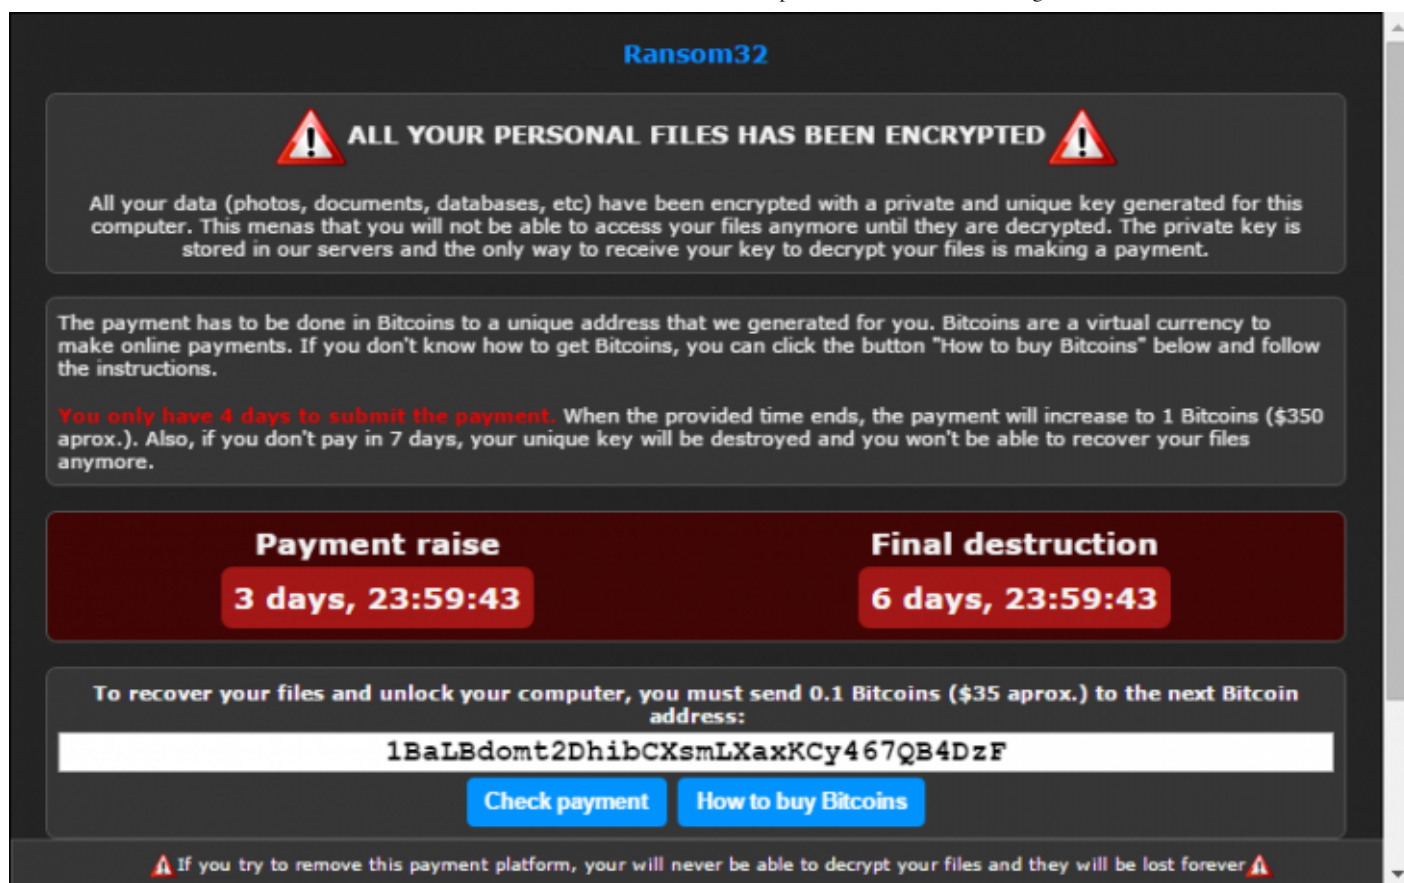 Ransom32
ALL YOUR PERSONAL FILES HAS BEEN ENCRYPTED
All your data (photos, documents, databases, etc) have been encrypted with a private and unique key generated for this
computer. This menas that you will not be able to access your files anymore until they are decrypted. The private key is
stored in our servers and the only way to receive your key to decrypt your files is making a payment.
The payment has to be done in Bitcoins to a unique address that we generated for you. Bitcoins are a virtual currency to
make online payments. If you don't know how to get Bitcoins, you can click the button "How to buy Bitcoins" below and follow
the instructions.
You only have 4 days to submit the payment. When the provided time ends, the payment will increase to 1 Bitcoins ($350
aprox.). Also, if you don't pay in 7 days, your unique key will be destroyed and you won't be able to recover your files
anymore.
Payment raise
3 days, 23:59:43
Final destruction
6 days, 23:59:43
To recover your files and unlock your computer, you must send 0.1 Bitcoins ($35 aprox.) to the next Bitcoin
address:
1BaLBdomt2DhibCXsmLXaxKCy467QB4DzF
Check payment
How to buy Bitcoins
If you try to remove this payment platform, your will never be able to decrypt your files and they will be lost forever